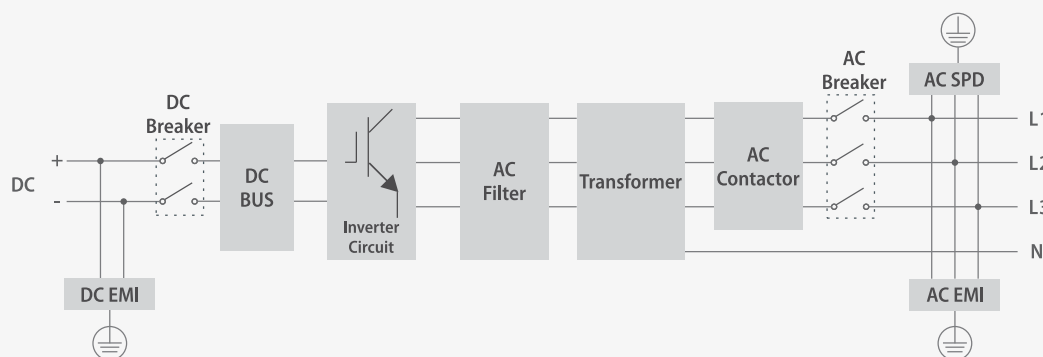 AC SPD
AC
Breaker
DC
Breaker
L1
+
DC
-
DC
BUS
Inverter
Circuit
AC
Filter
Transformer
AC
Contactor
L2
L3
N
DC EMI
AC EMI